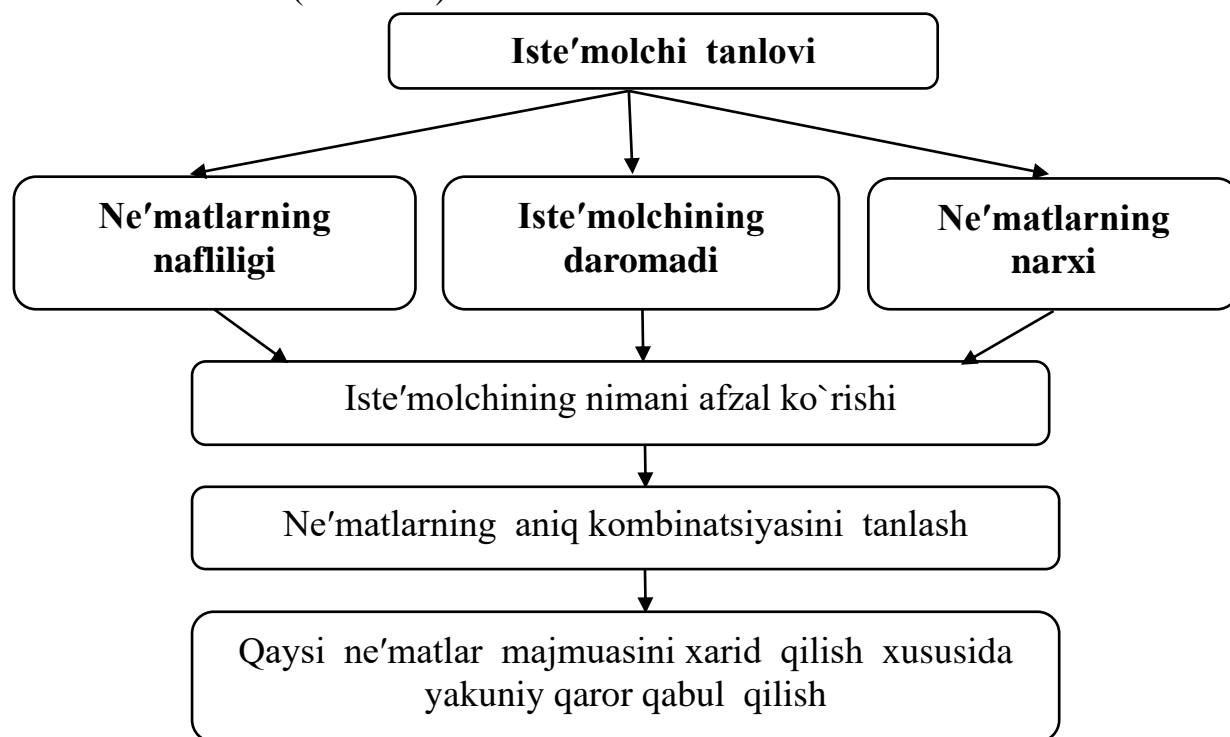 Iste′molchi tanlovi
Ne′matlarning
nafliligi
Iste′molchining
daromadi
Ne′matlarning
narxi
Iste′molchining nimani afzal ko`rishi
Ne′matlarning aniq kombinatsiyasini tanlash
Qaysi ne′matlar majmuasini xarid qilish xususida
yakuniy qaror qabul qilish